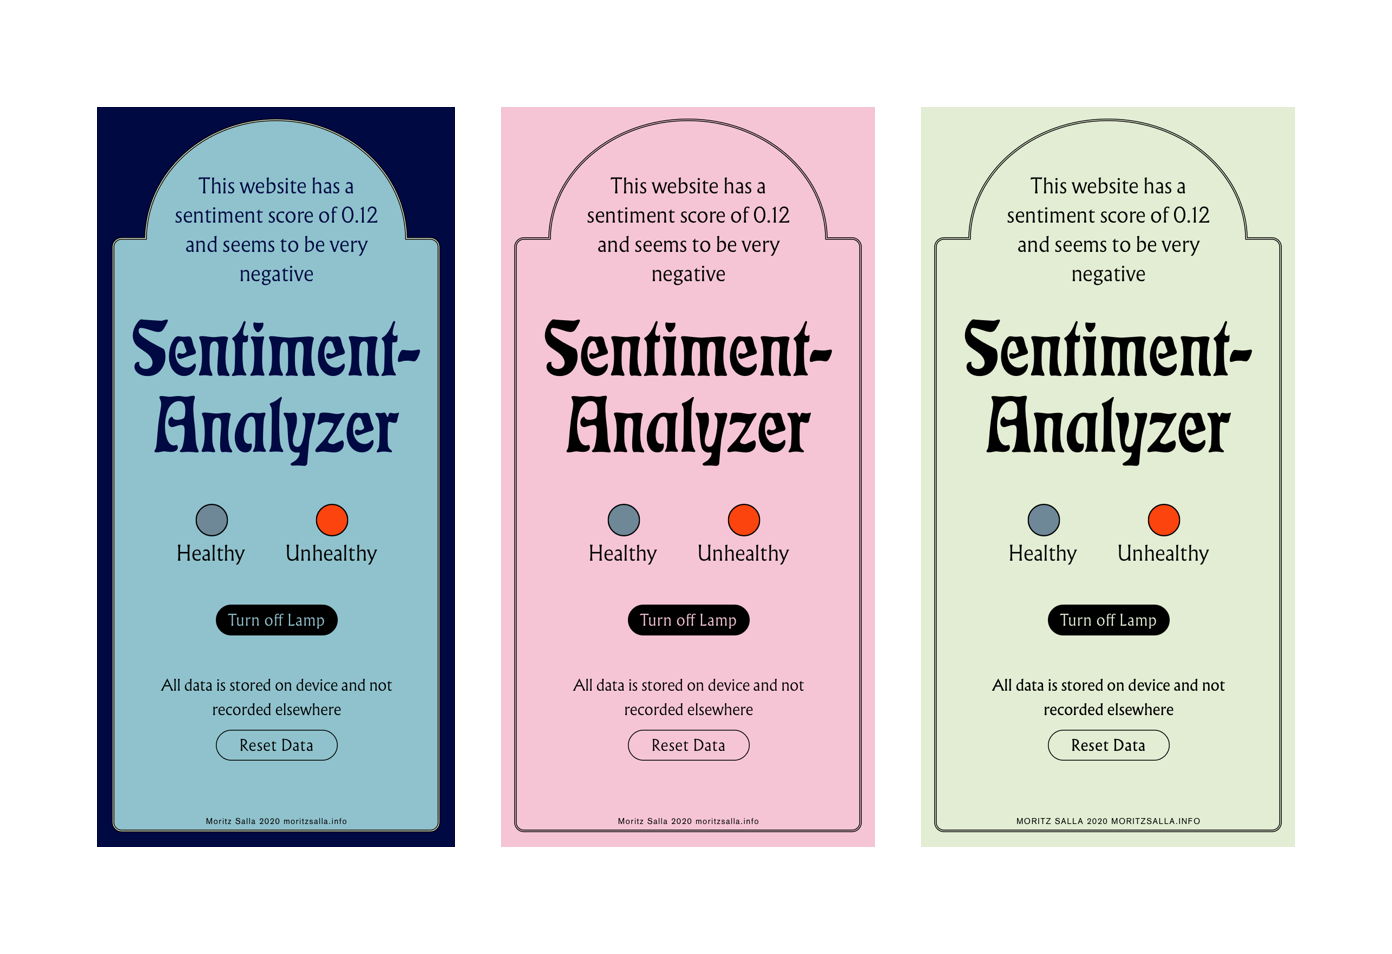 This website has a
sentiment score of 0.12
and seems to be very
negative
Sentiment-
Analyzer
Healthy
Unhealthy
Turn off Lamp
All data is stored on device and not
recorded elsewhere
Reset Data
Moritz Salla 2020 moritzsalla.info
This website has a
sentiment score of 0.12
and seems to be very
negative
Sentiment-
Analyzer
Healthy
Unhealthy
Turn off Lamp
All data is stored on device and not
recorded elsewhere
Reset Data
Moritz Salla 2020 moritzsalla.info
This website has a
sentiment score of 0.12
and seems to be very
negative
Sentiment-
Analyzer
Healthy
Unhealthy
Turn off Lamp
All data is stored on device and not
recorded elsewhere
Reset Data
MORITZ SALLA 2020 MORITZSALLA.INFO